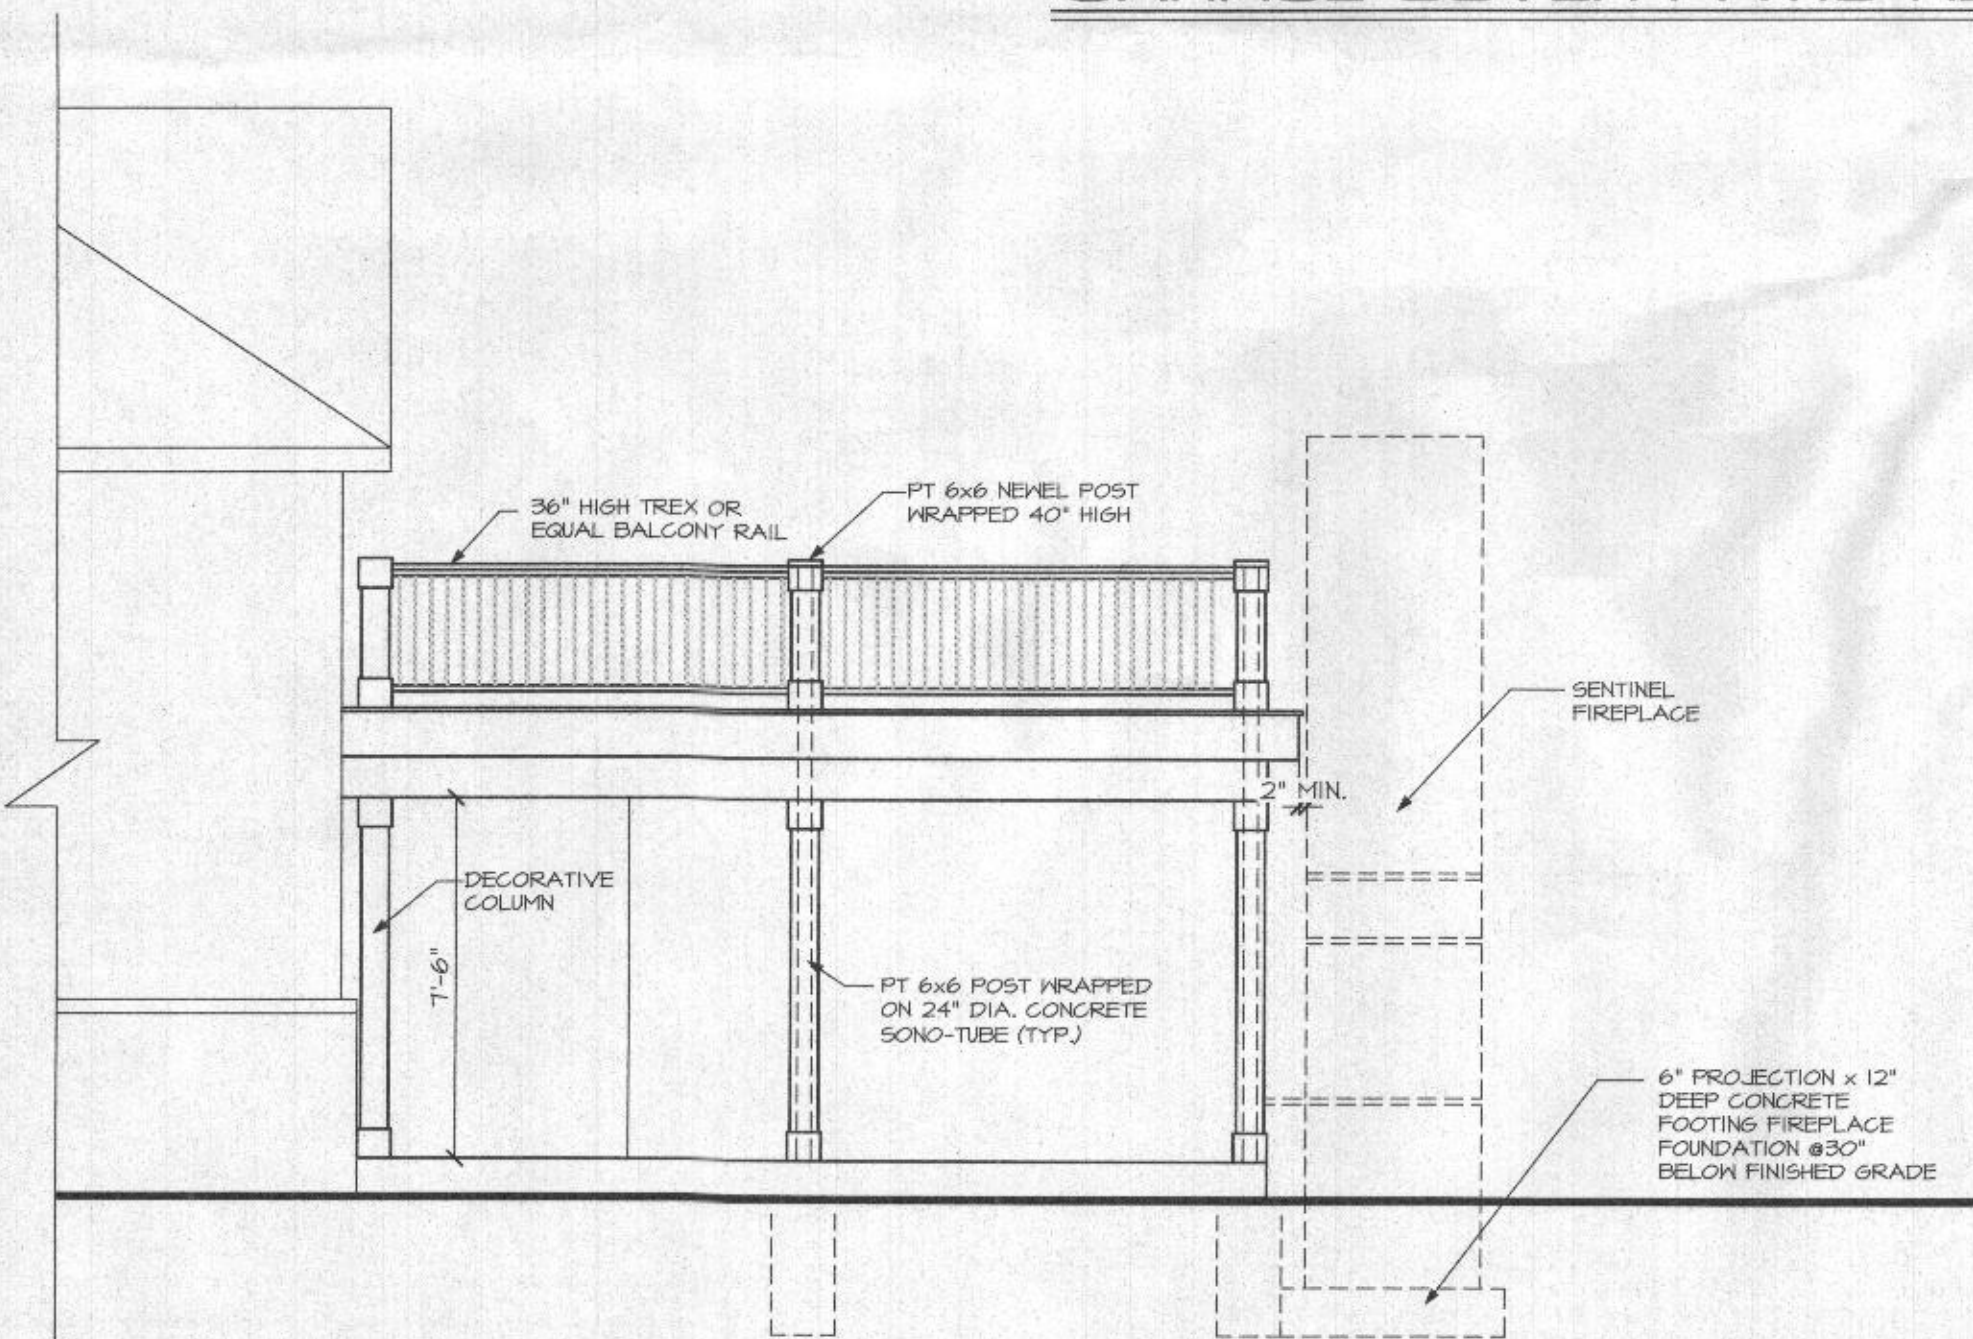 36" HIGH TREX OR
EQUAL BALCONY RAIL
PT 6x6 NEWEL POST
WRAPPED 40" HIGH
SENTINEL
FIREPLACE
2" MIN.
DECORATIVE
COLUMN
7'-6"
PT 6x6 POST WRAPPED
ON 24" DIA. CONCRETE
SONO-TUBE (TYP.)
6" PROJECTION x 12"
DEEP CONCRETE
FOOTING FIREPLACE
FOUNDATION @30"
BELOW FINISHED GRADE